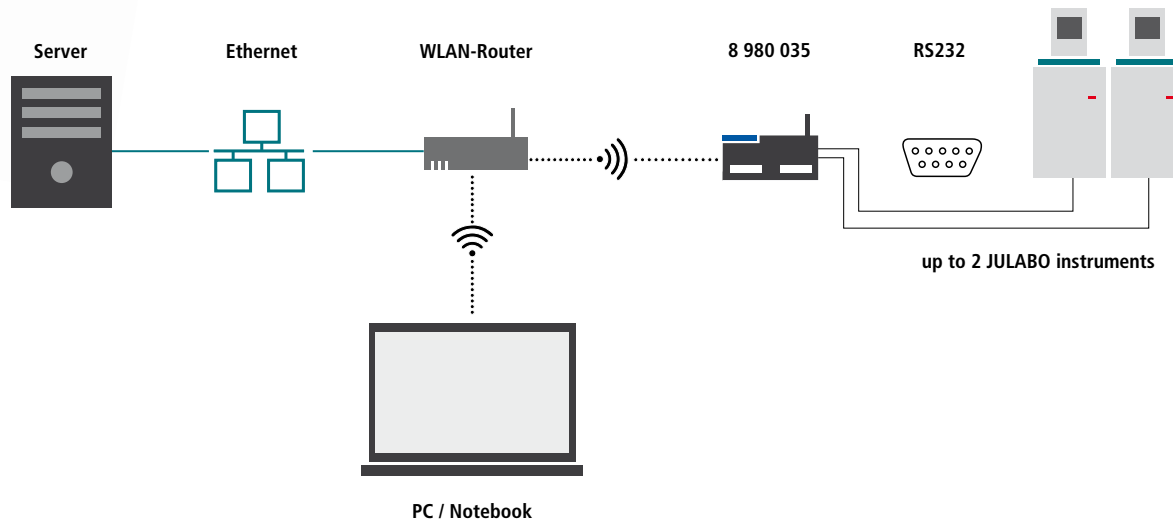 Server
Ethernet
WLAN-Router
8 980 035
RS232
up to 2 JULABO instruments
PC / Notebook